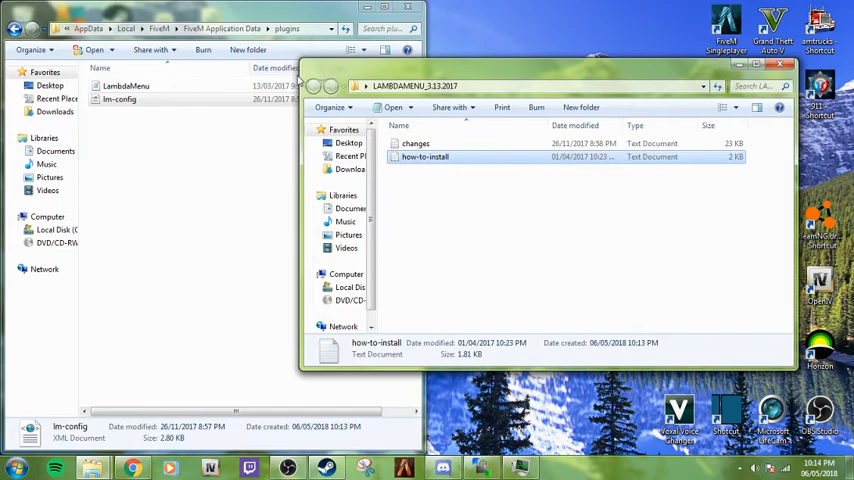 AppData
Local
FiveM
FiveM Application Data
plugins
Search plu...
Organize
Open
Share with
Burn
New folder
Name
Date modified
Favorites
Desktop
Recent Place
Downloads
Libraries
Documents
Music
Pictures
Videos
Computer
Local Disk (
DVD/CD-RW
Network
LambdaMenu
13/03/2017
lm-config
26/11/2017
lm-config Date modified: 26/11/2017 8:57 PM Date created: 06/05/2018 10:13 PM
XML Document Size: 2.80 KB
LAMBDAMENU_3.13.2017
Search LA...
Organize
Open
Share with
Print
Burn
New folder
Name
Date modified
Type
Size
Favorites
Desktop
Recent Pl
Downloa
Libraries
Documer
Music
Pictures
Videos
Computer
Local Dis
DVD/CD-
Network
changes
26/11/2017 8:58 PM
Text Document
23 KB
how-to-install
01/04/2017 10:23 ...
Text Document
2 KB
how-to-install Date modified: 01/04/2017 10:23 PM Date created: 06/05/2018 10:13 PM
Text Document Size: 1.81 KB
FiveM
Singleplayer
Grand Theft
Auto V
amtrucks -
Shortcut
911
Shortcut
Shortcut
OpenIV
Horizon
Voxal Voice
Changer
Shotcut
Microsoft
LifeCam
OBS Studio
10:14 PM
06/05/2018